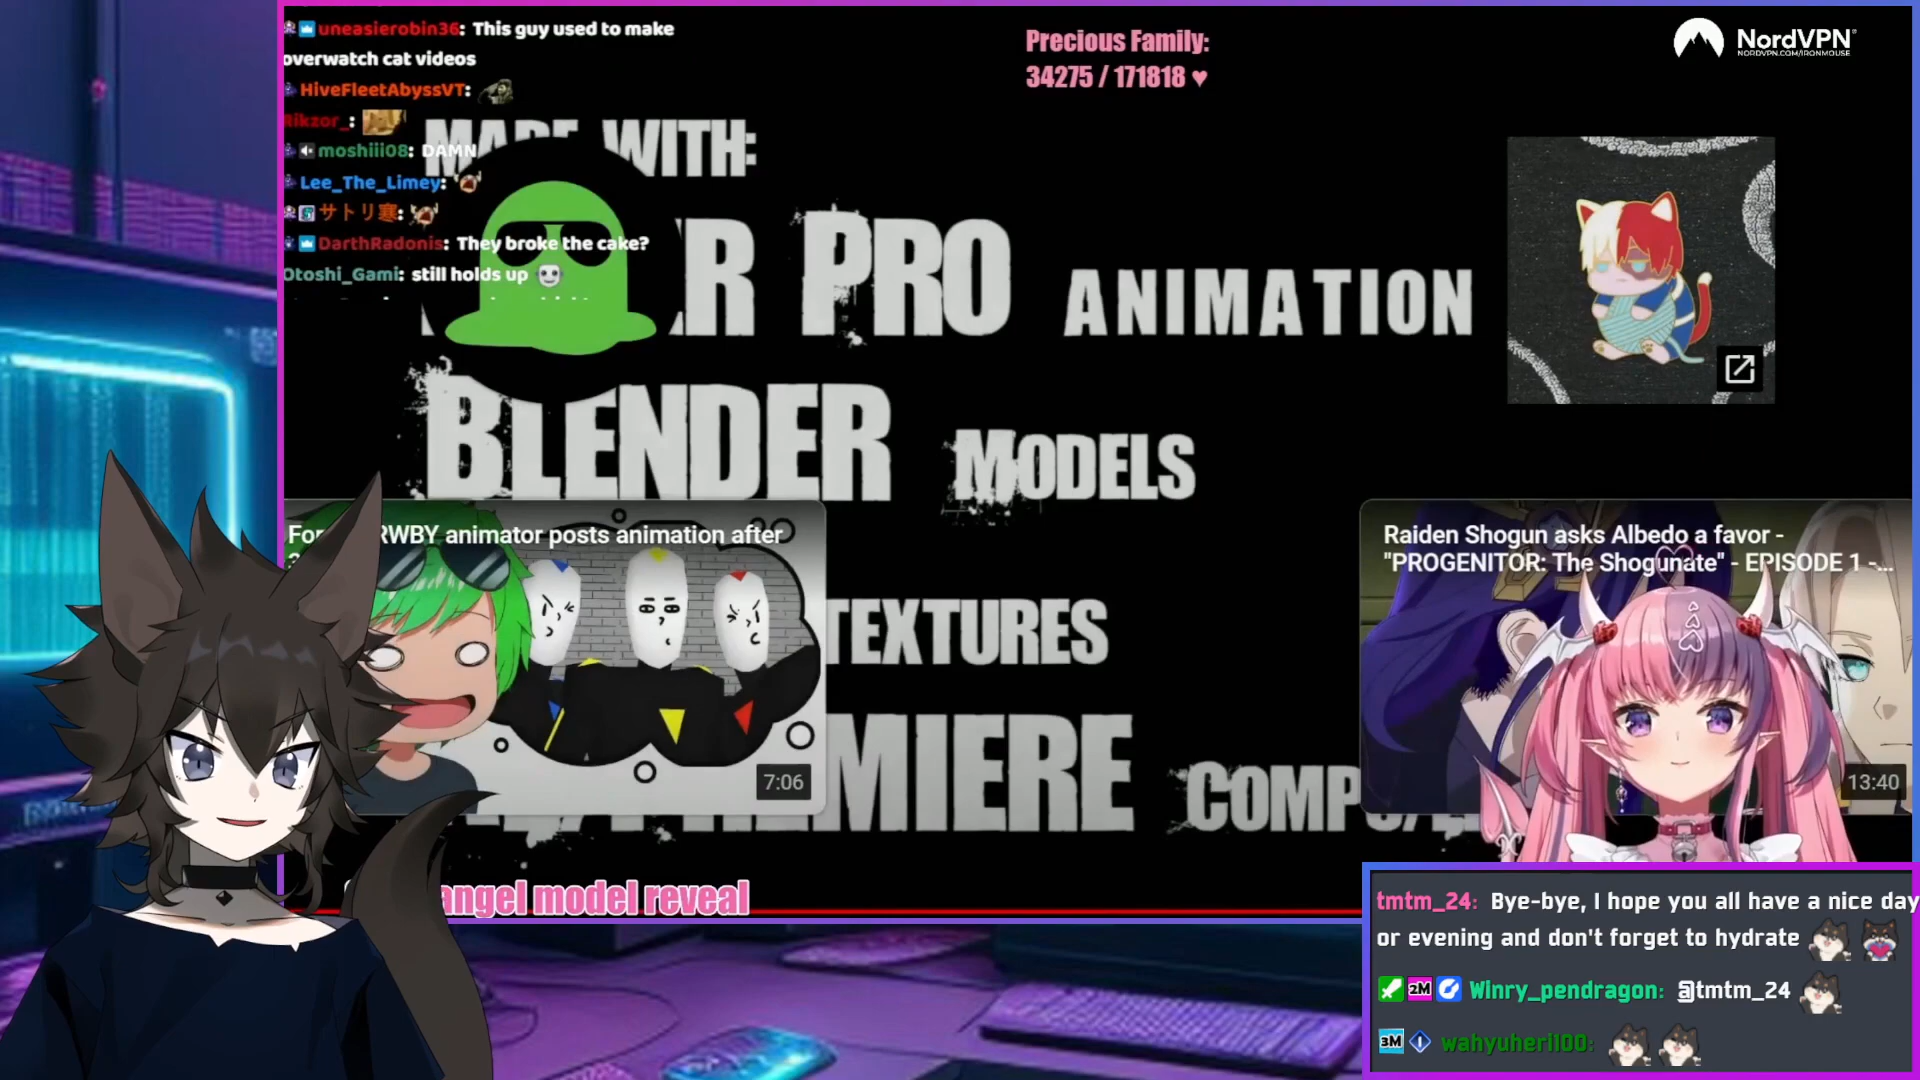 uneasierobin36: This guy used to make
overwatch cat videos
HiveFleetAbyssVT:
Rikzor_:
moshiii08: DAMN
Lee_The_Limey:
サトリ寒:
DarthRadonis: They broke the cake?
Otoshi_Gami: still holds up
Precious Family:
34275 / 171818 ♥
NordVPN®
NORDVPN.COM/IRONMOUSE
MADE WITH:
R PRO ANIMATION
BLENDER MODELS
TEXTURES
MIERE COMP
For RWBY animator posts animation after
7:06
Raiden Shogun asks Albedo a favor -
"PROGENITOR: The Shogunate" - EPISODE 1 -...
13:40
angel model reveal
tmtm_24: Bye-bye, I hope you all have a nice day
or evening and don't forget to hydrate
2M Winry_pendragon: @tmtm_24
3M wahyuheri100: